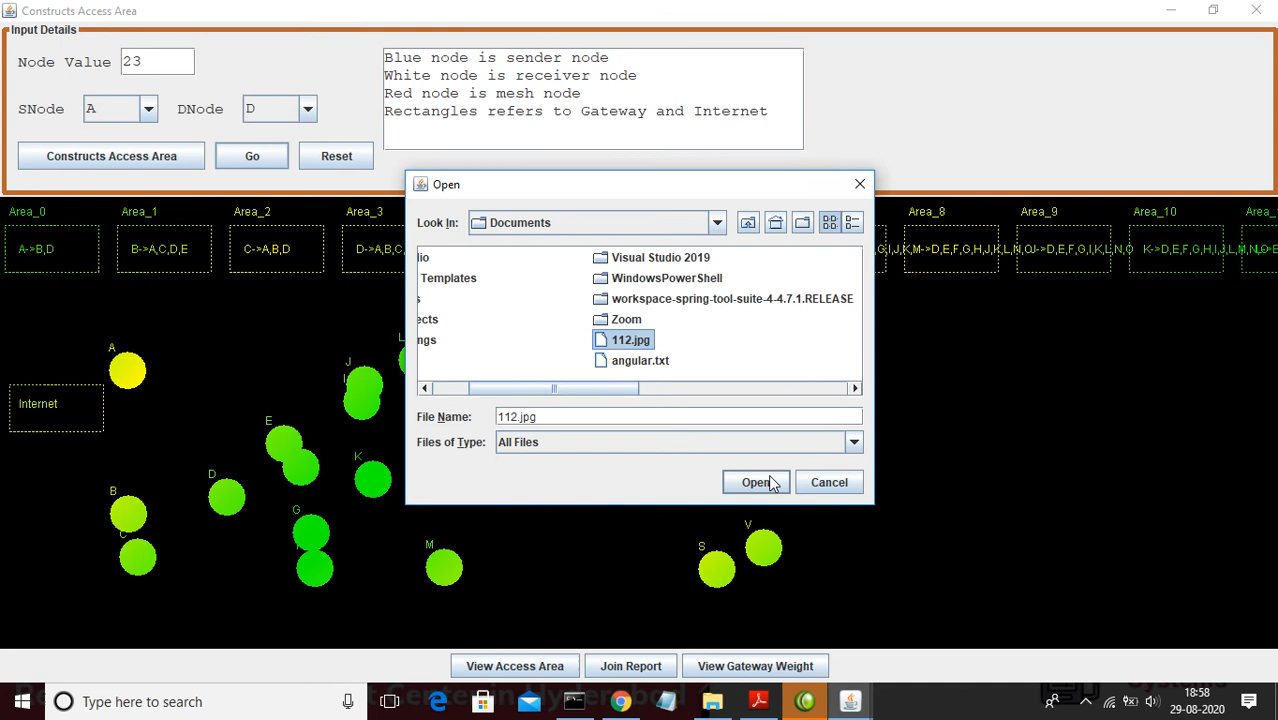 Constructs Access Area
Input Details
Node Value 23
SNode A DNode D
Constructs Access Area Go Reset
Blue node is sender node
White node is receiver node
Red node is mesh node
Rectangles refers to Gateway and Internet
Open
Look In: Documents
Visual Studio 2019
Templates
WindowsPowerShell
workspace-spring-tool-suite-4-4.7.1.RELEASE
Zoom
112.jpg
angular.txt
File Name: 112.jpg
Files of Type: All Files
Open Cancel
Area_0 Area_1 Area_2 Area_3 Area_8 Area_9 Area_10 Area_
A->B,D B->A,C,D,E C->A,B,D D->A,B,C, M->D,E,F,G,H,J,K,L,N,O K->D,E,F,G,H,I,J,L,M,N
A
Internet
J
L
E
K
D
B
C
G
M
S
V
View Access Area Join Report View Gateway Weight
Type here to search
18:58
29-08-2020